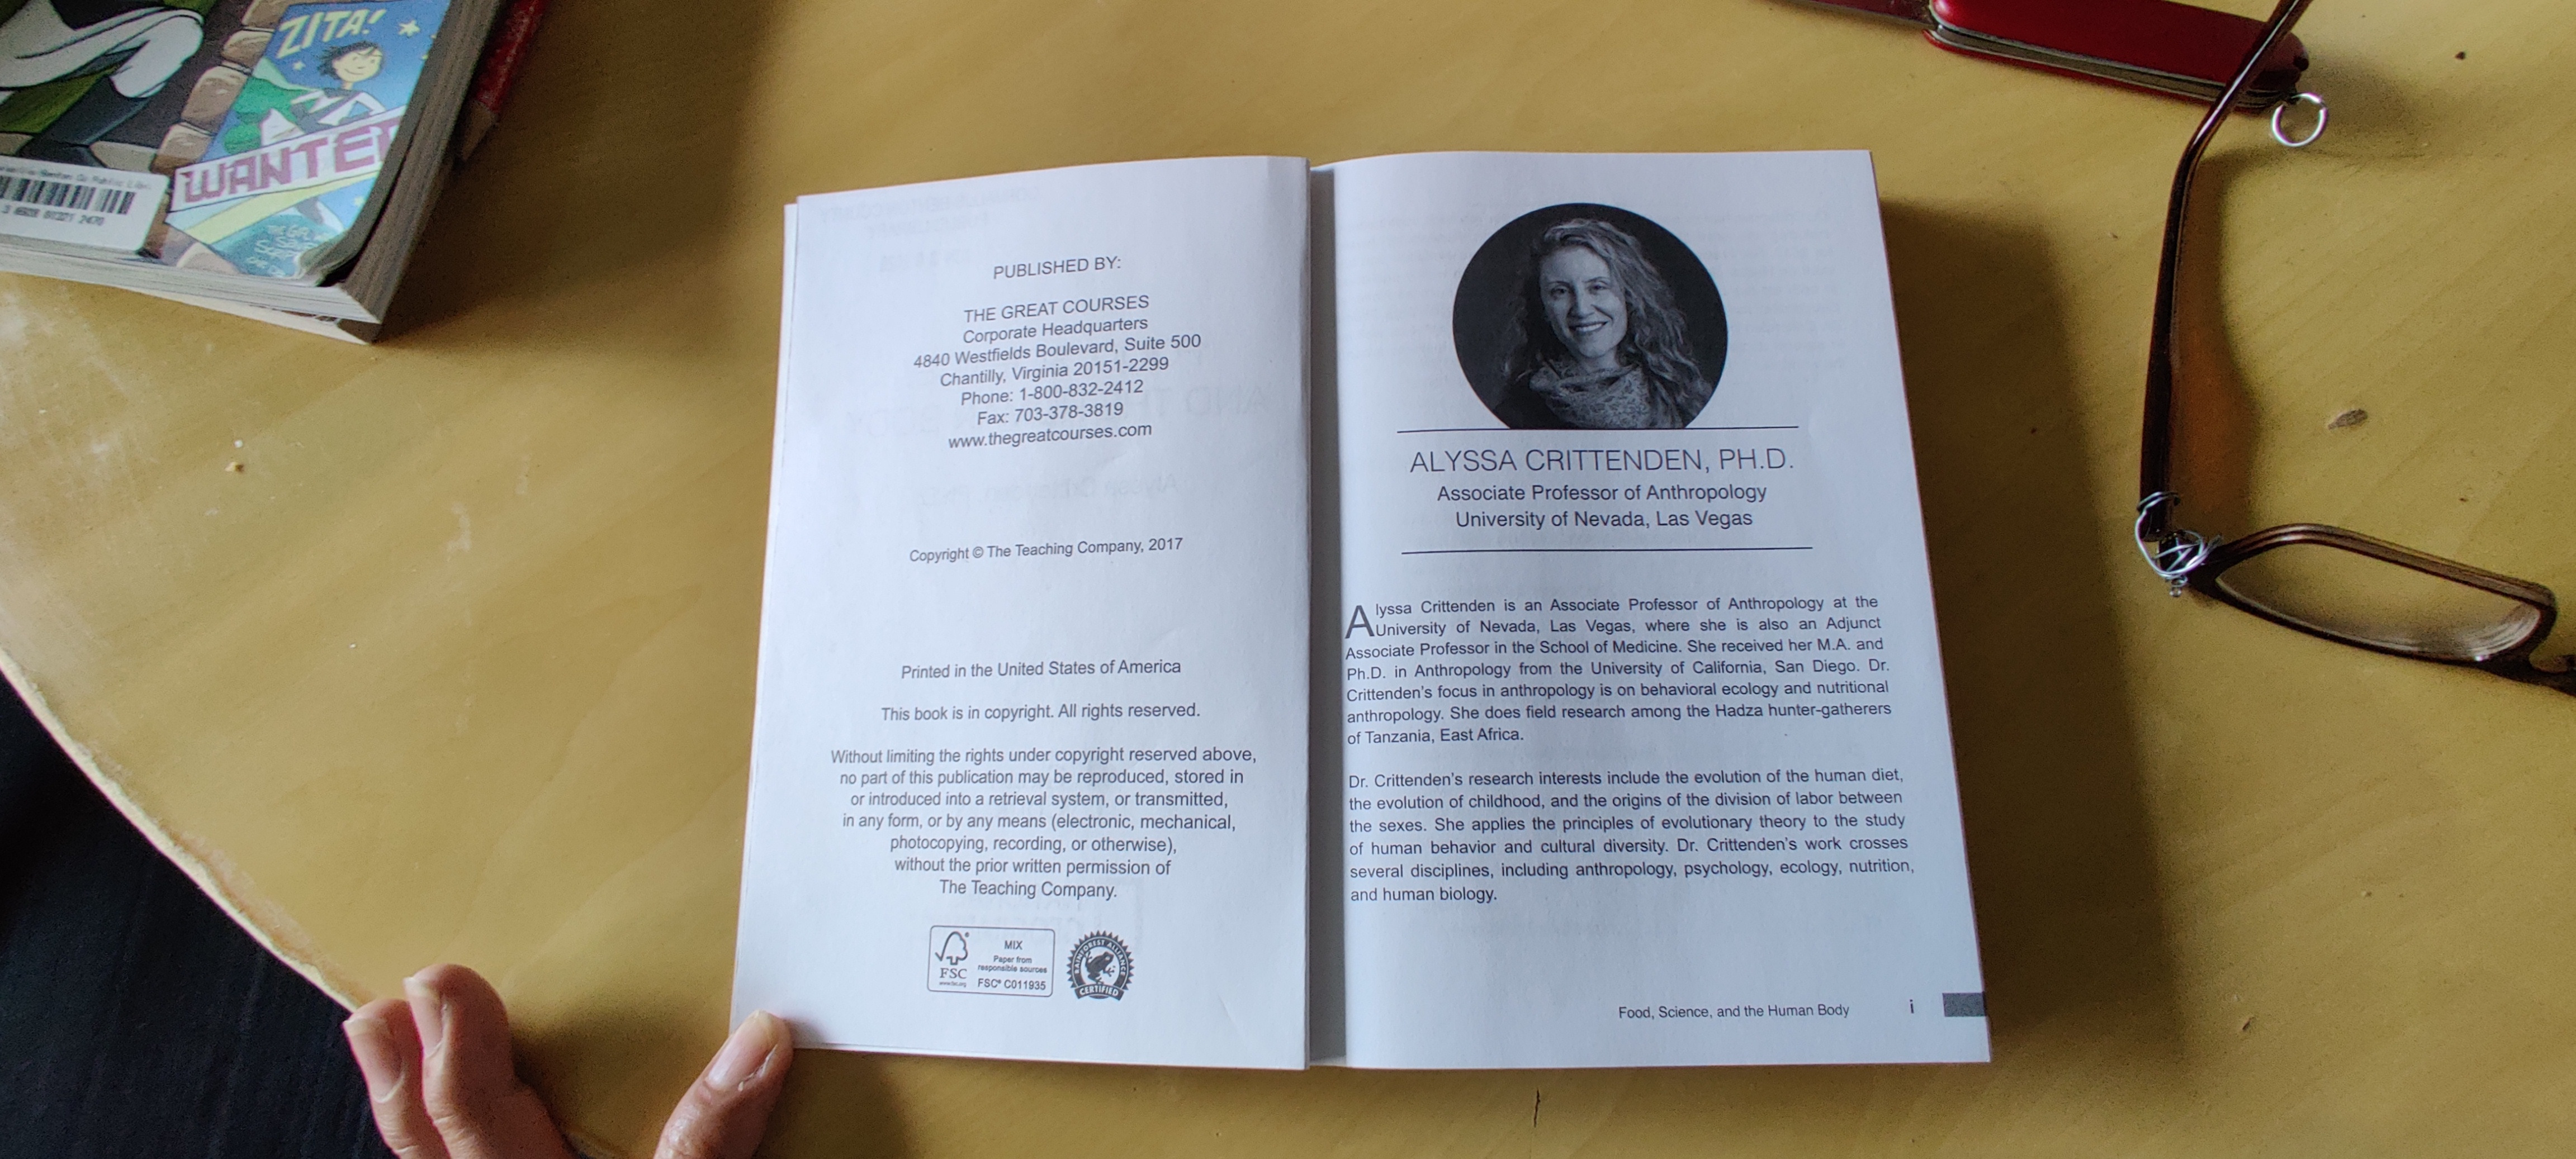 ZITA!
WANTED
3
PUBLISHED BY:
THE GREAT COURSES
Corporate Headquarters
4840 Westfields Boulevard, Suite 500
Chantilly, Virginia 20151-2299
Phone: 1-800-832-2412
Fax: 703-378-3819
www.thegreatcourses.com
Copyright © The Teaching Company, 2017
Printed in the United States of America
This book is in copyright. All rights reserved.
Without limiting the rights under copyright reserved above,
no part of this publication may be reproduced, stored in
or introduced into a retrieval system, or transmitted,
in any form, or by any means (electronic, mechanical,
photocopying, recording, or otherwise),
without the prior written permission of
The Teaching Company.
FSC
www.fsc.org
MIX
Paper from
responsible sources
FSC® C011935
RAINFOREST ALLIANCE
CERTIFIED
ALYSSA CRITTENDEN, PH.D.
Associate Professor of Anthropology
University of Nevada, Las Vegas
Alyssa Crittenden is an Associate Professor of Anthropology at the
University of Nevada, Las Vegas, where she is also an Adjunct
Associate Professor in the School of Medicine. She received her M.A. and
Ph.D. in Anthropology from the University of California, San Diego. Dr.
Crittenden's focus in anthropology is on behavioral ecology and nutritional
anthropology. She does field research among the Hadza hunter-gatherers
of Tanzania, East Africa.
Dr. Crittenden's research interests include the evolution of the human diet,
the evolution of childhood, and the origins of the division of labor between
the sexes. She applies the principles of evolutionary theory to the study
of human behavior and cultural diversity. Dr. Crittenden's work crosses
several disciplines, including anthropology, psychology, ecology, nutrition,
and human biology.
Food, Science, and the Human Body i